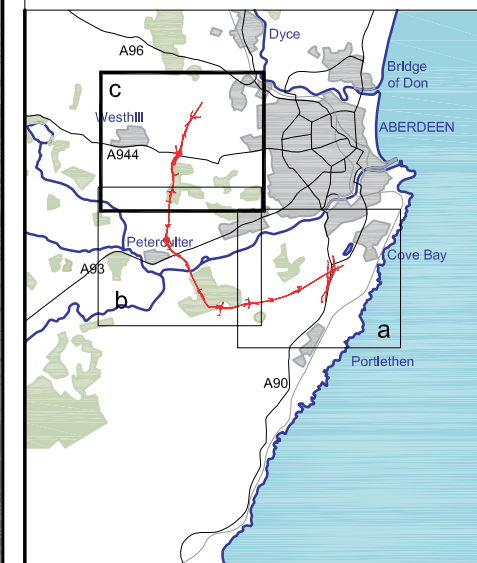 Dyce
A96
Bridge
of Don
c
Westhill
ABERDEEN
A944
Peterculter
Cove Bay
A93
b
a
Portlethen
A90